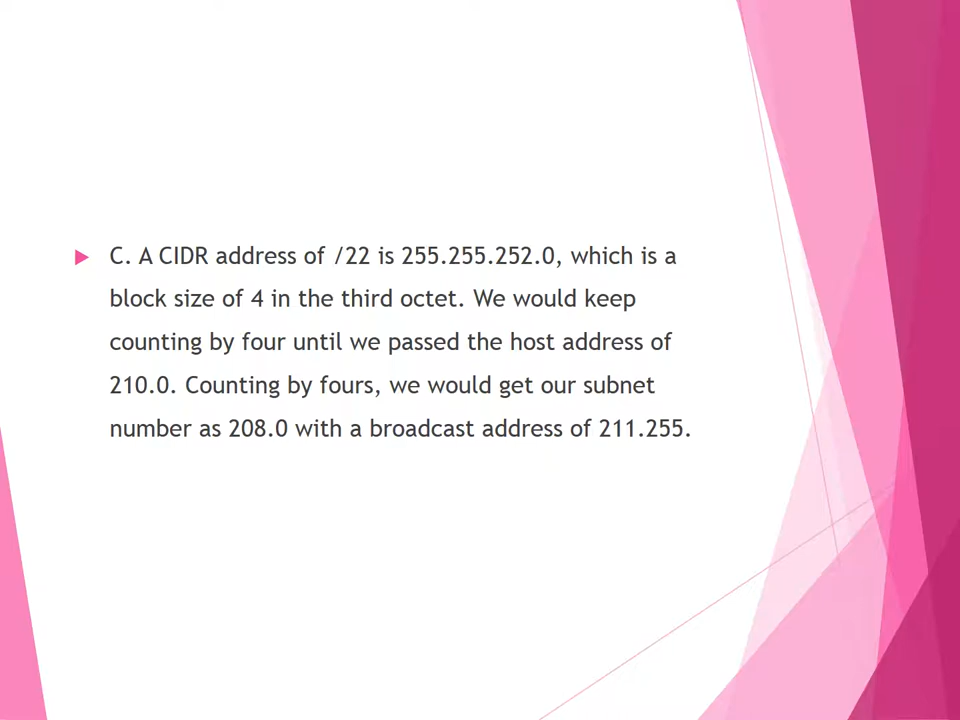 C. A CIDR address of /22 is 255.255.252.0, which is a
block size of 4 in the third octet. We would keep
counting by four until we passed the host address of
210.0. Counting by fours, we would get our subnet
number as 208.0 with a broadcast address of 211.255.